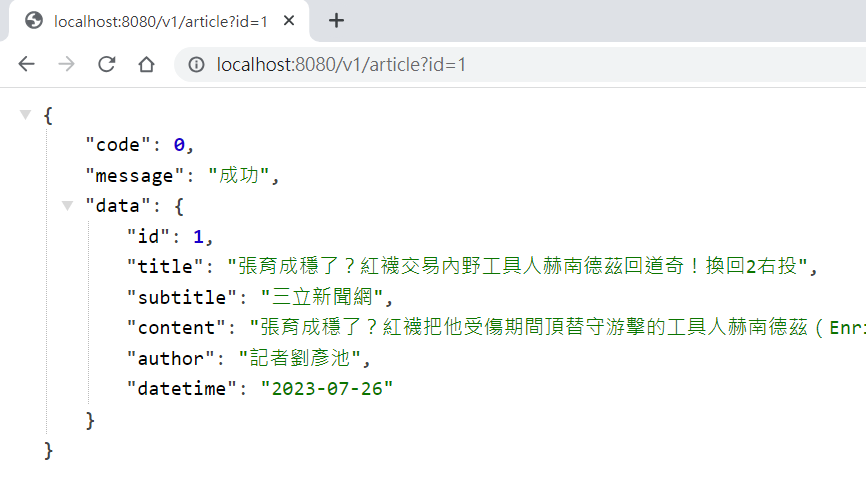 localhost:8080/v1/article?id=1
localhost:8080/v1/article?id=1
{
"code": 0,
"message": "成功",
"data": {
"id": 1,
"title": "張育成穩了？紅襪交易內野工具人赫南德茲回道奇！換回2右投",
"subtitle": "三立新聞網",
"content": "張育成穩了？紅襪把他受傷期間頂替守游擊的工具人赫南德茲（Enri
"author": "記者劉彥池",
"datetime": "2023-07-26"
}
}